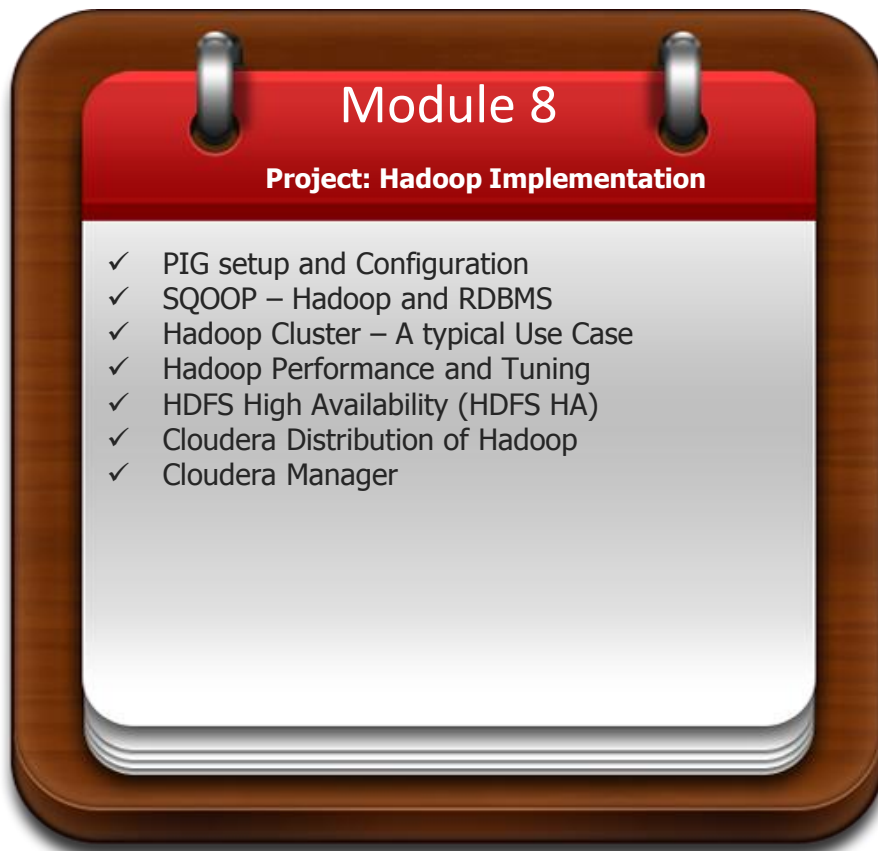 Module 8
Project: Hadoop Implementation
✓ PIG setup and Configuration
✓ SQOOP – Hadoop and RDBMS
✓ Hadoop Cluster – A typical Use Case
✓ Hadoop Performance and Tuning
✓ HDFS High Availability (HDFS HA)
✓ Cloudera Distribution of Hadoop
✓ Cloudera Manager